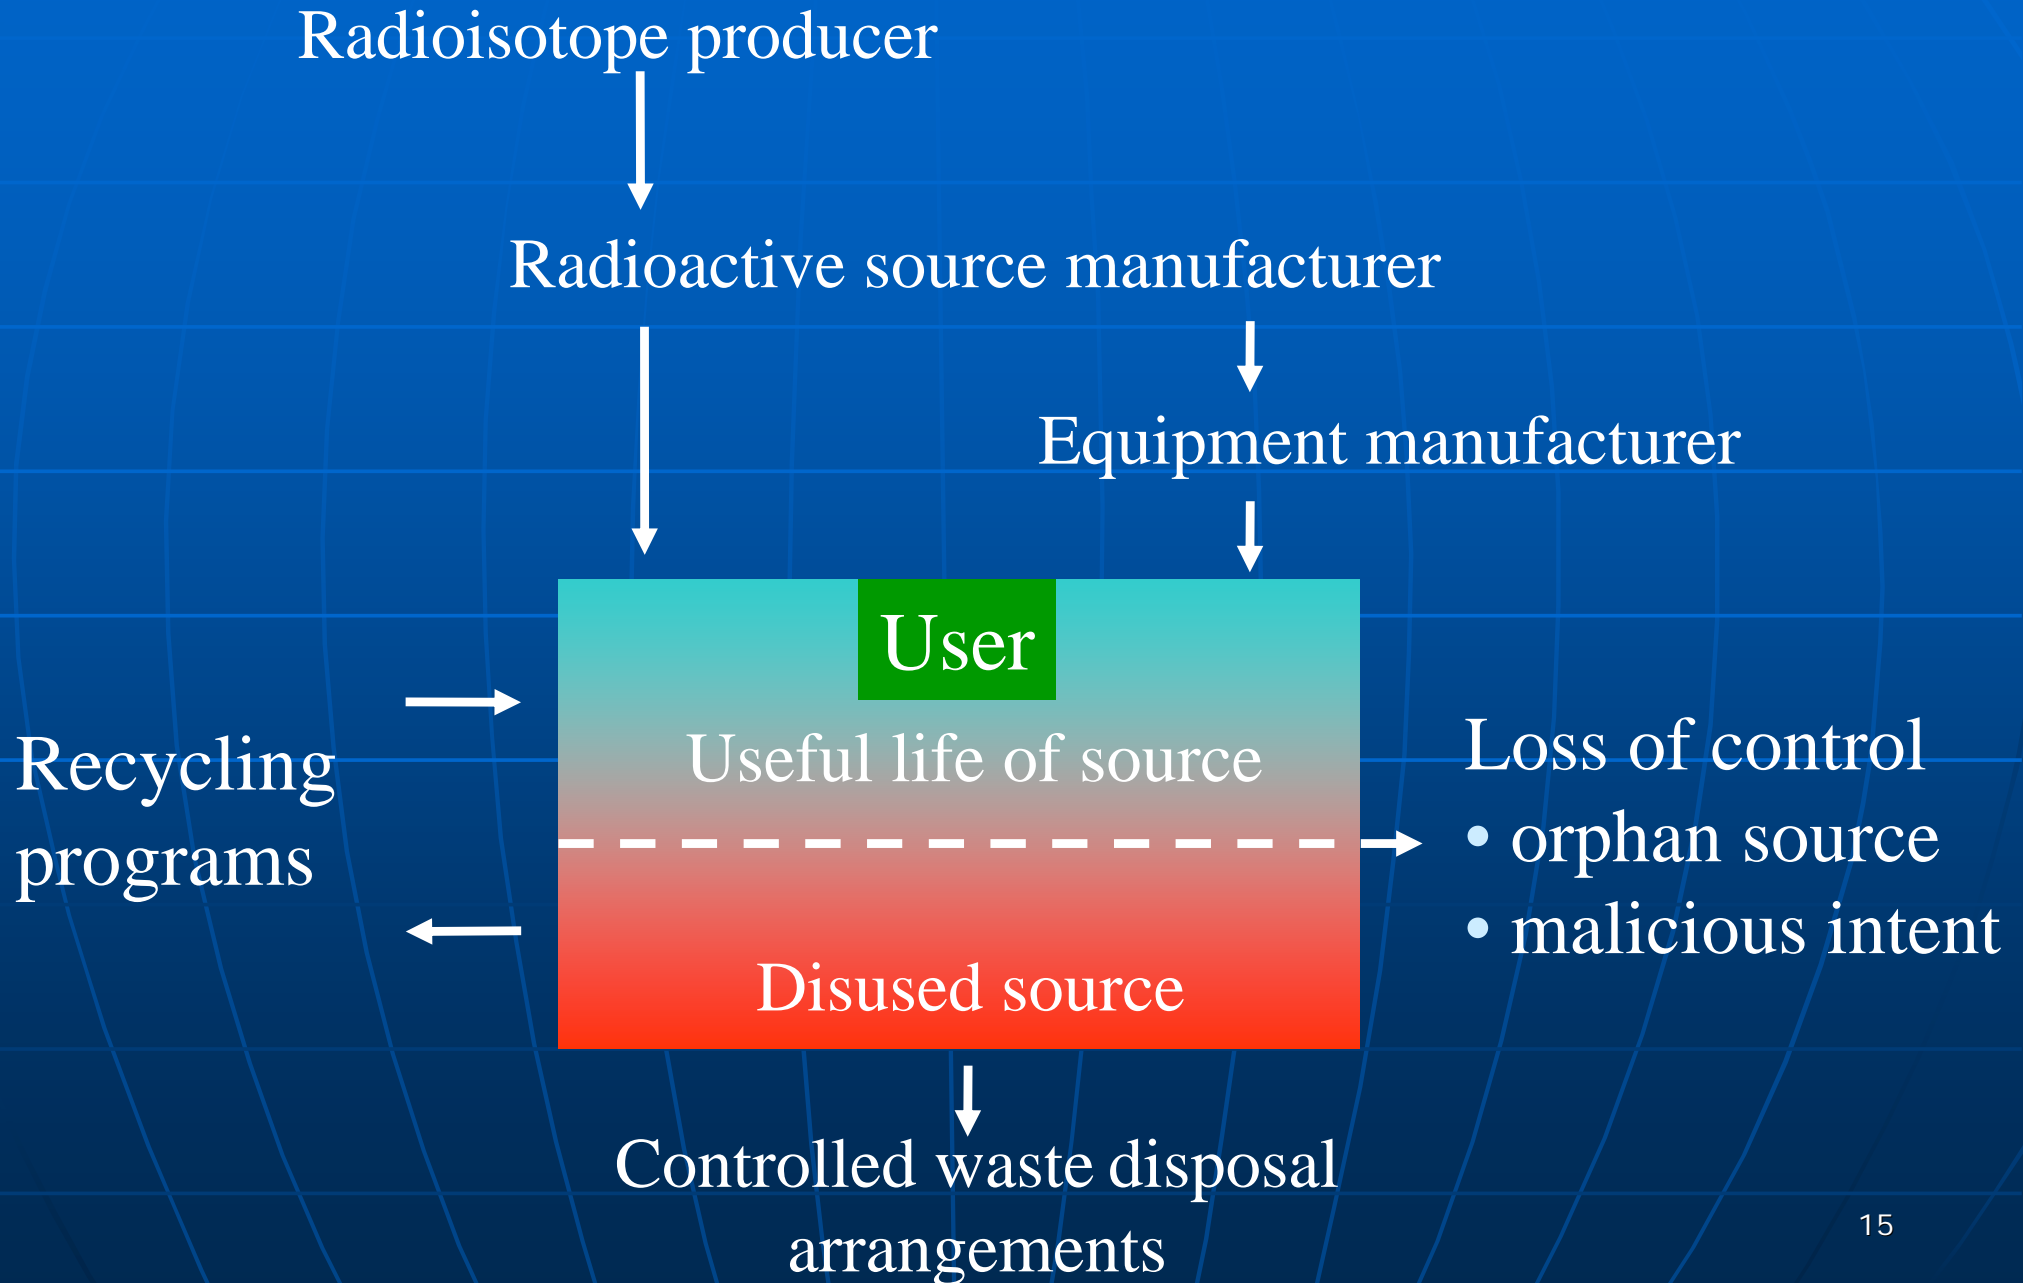 Radioisotope producer
Radioactive source manufacturer
Equipment manufacturer
User
Useful life of source
Disused source
Recycling
programs
Loss of control
• orphan source
• malicious intent
Controlled waste disposal
arrangements
15